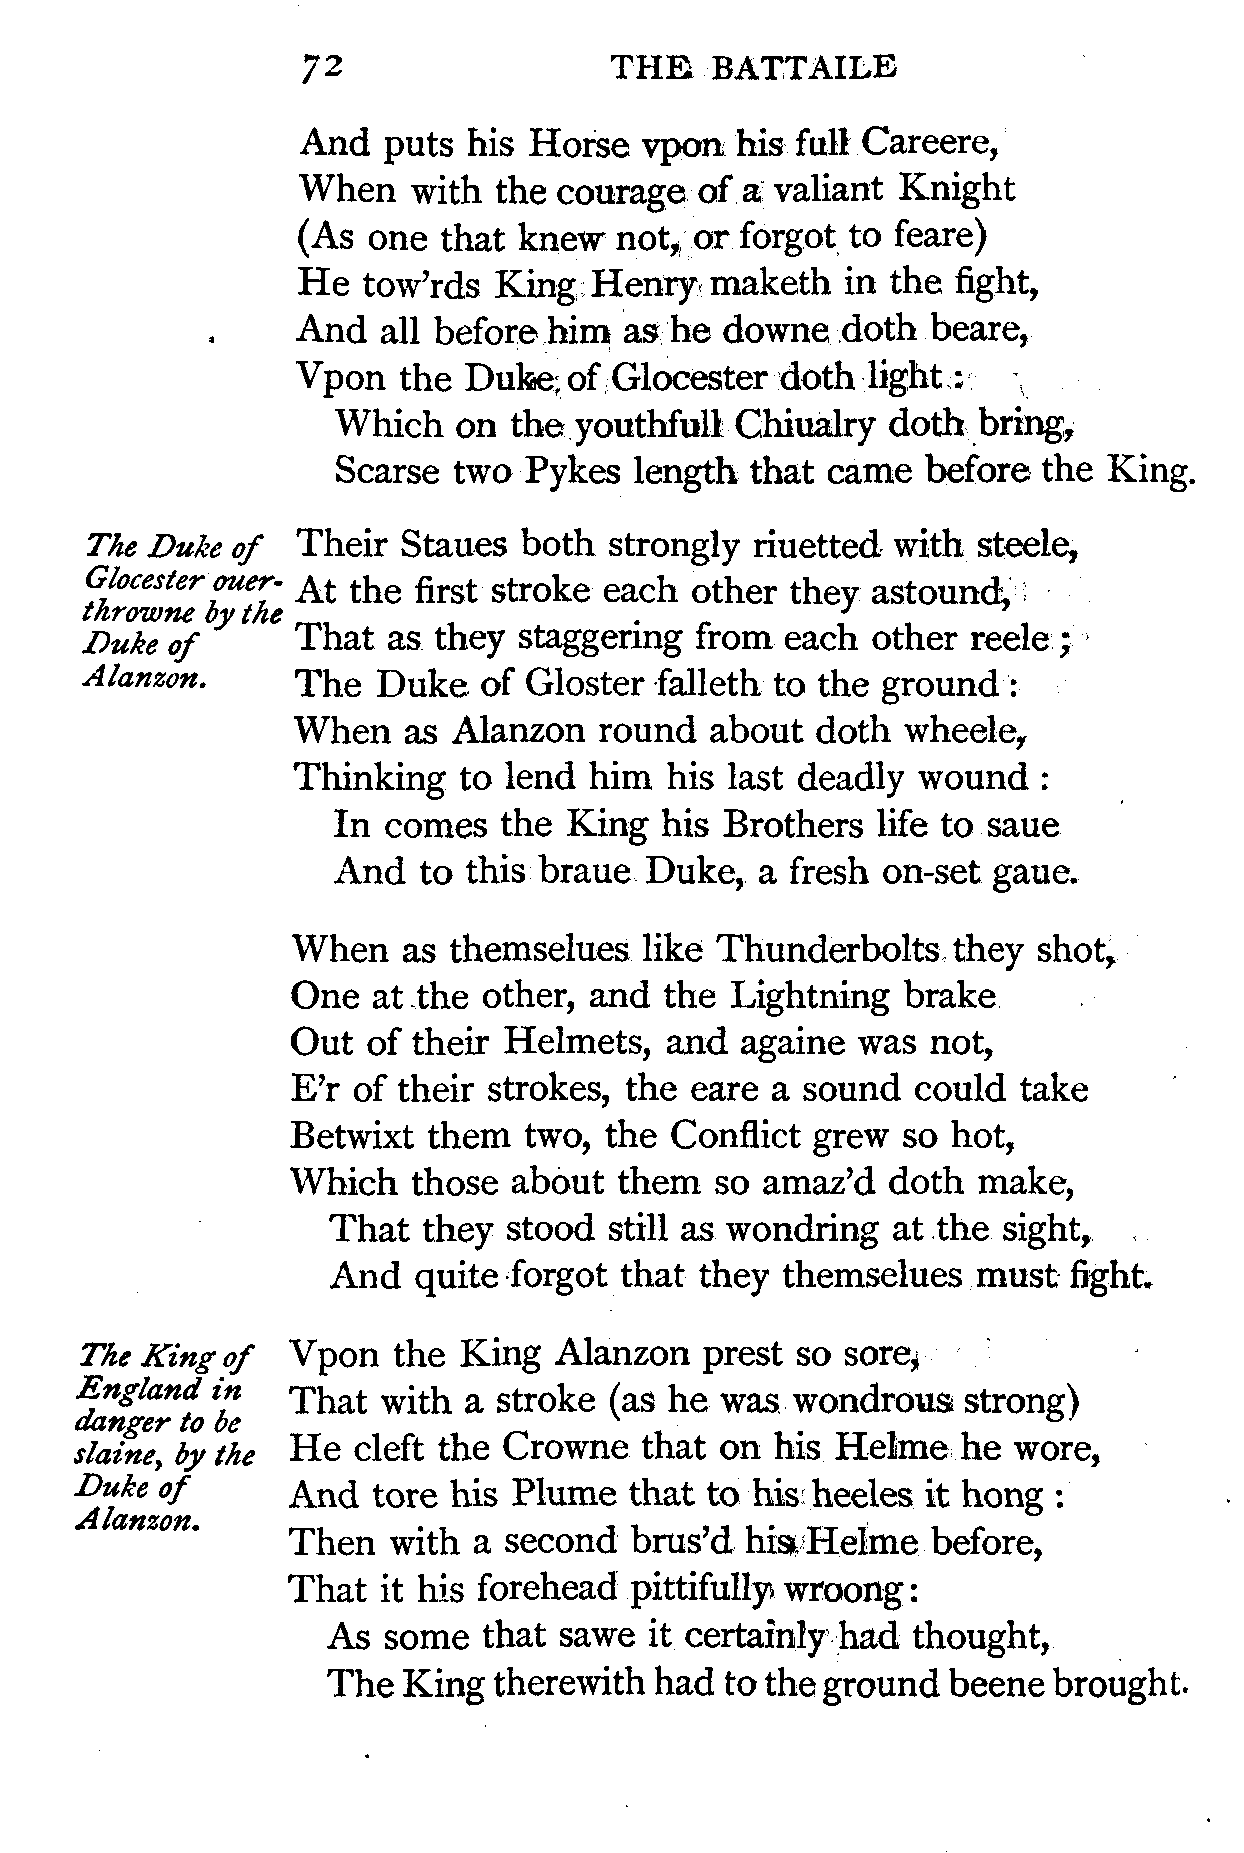 72 THE BATTAILE
And puts his Horse vpon his full Careere,
When with the courage of a valiant Knight
(As one that knew not, or forgot to feare)
He tow'rds King Henry maketh in the fight,
And all before him as he downe doth beare,
Vpon the Duke of Glocester doth light :
Which on the youthfull Chiualry doth bring,
Scarse two Pykes length that came before the King.
The Duke of
Glocester ouer-
throwne by the
Duke of
Alanzon.
Their Staues both strongly riuetted with steele,
At the first stroke each other they astound,
That as they staggering from each other reele ;
The Duke of Gloster falleth to the ground :
When as Alanzon round about doth wheele,
Thinking to lend him his last deadly wound :
In comes the King his Brothers life to saue
And to this braue Duke, a fresh on-set gaue.
When as themselues like Thunderbolts they shot,
One at the other, and the Lightning brake
Out of their Helmets, and againe was not,
E'r of their strokes, the eare a sound could take
Betwixt them two, the Conflict grew so hot,
Which those about them so amaz'd doth make,
That they stood still as wondring at the sight,
And quite forgot that they themselues must fight.
The King of
England in
danger to be
slaine, by the
Duke of
Alanzon.
Vpon the King Alanzon prest so sore,
That with a stroke (as he was wondrous strong)
He cleft the Crowne that on his Helme he wore,
And tore his Plume that to his heeles it hong :
Then with a second brus'd his Helme before,
That it his forehead pittifully wroong :
As some that sawe it certainly had thought,
The King therewith had to the ground beene brought.